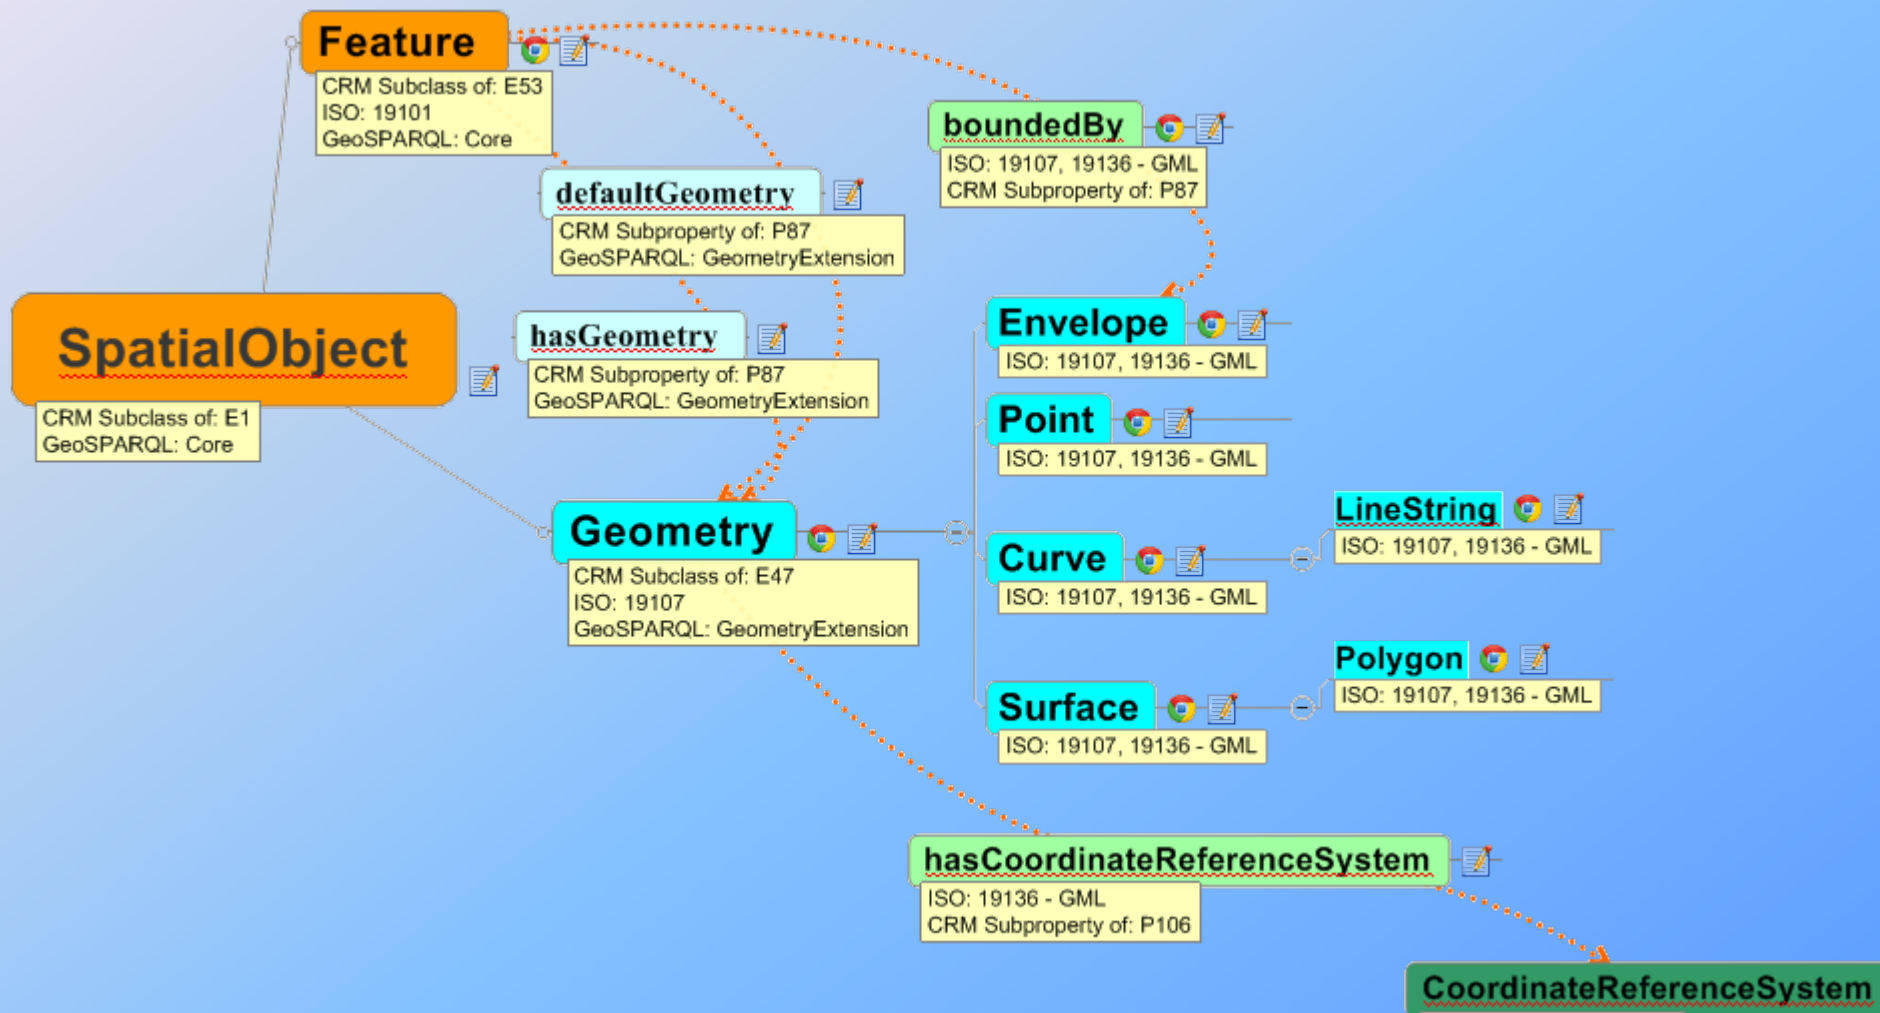 Feature
CRM Subclass of: E53
ISO: 19101
GeoSPARQL: Core
boundedBy
ISO: 19107, 19136 - GML
CRM Subproperty of: P87
defaultGeometry
CRM Subproperty of: P87
GeoSPARQL: GeometryExtension
hasGeometry
CRM Subproperty of: P87
GeoSPARQL: GeometryExtension
SpatialObject
CRM Subclass of: E1
GeoSPARQL: Core
Envelope
ISO: 19107, 19136 - GML
Point
ISO: 19107, 19136 - GML
Geometry
CRM Subclass of: E47
ISO: 19107
GeoSPARQL: GeometryExtension
Curve
ISO: 19107, 19136 - GML
LineString
ISO: 19107, 19136 - GML
Surface
ISO: 19107, 19136 - GML
Polygon
ISO: 19107, 19136 - GML
hasCoordinateReferenceSystem
ISO: 19136 - GML
CRM Subproperty of: P106
CoordinateReferenceSystem